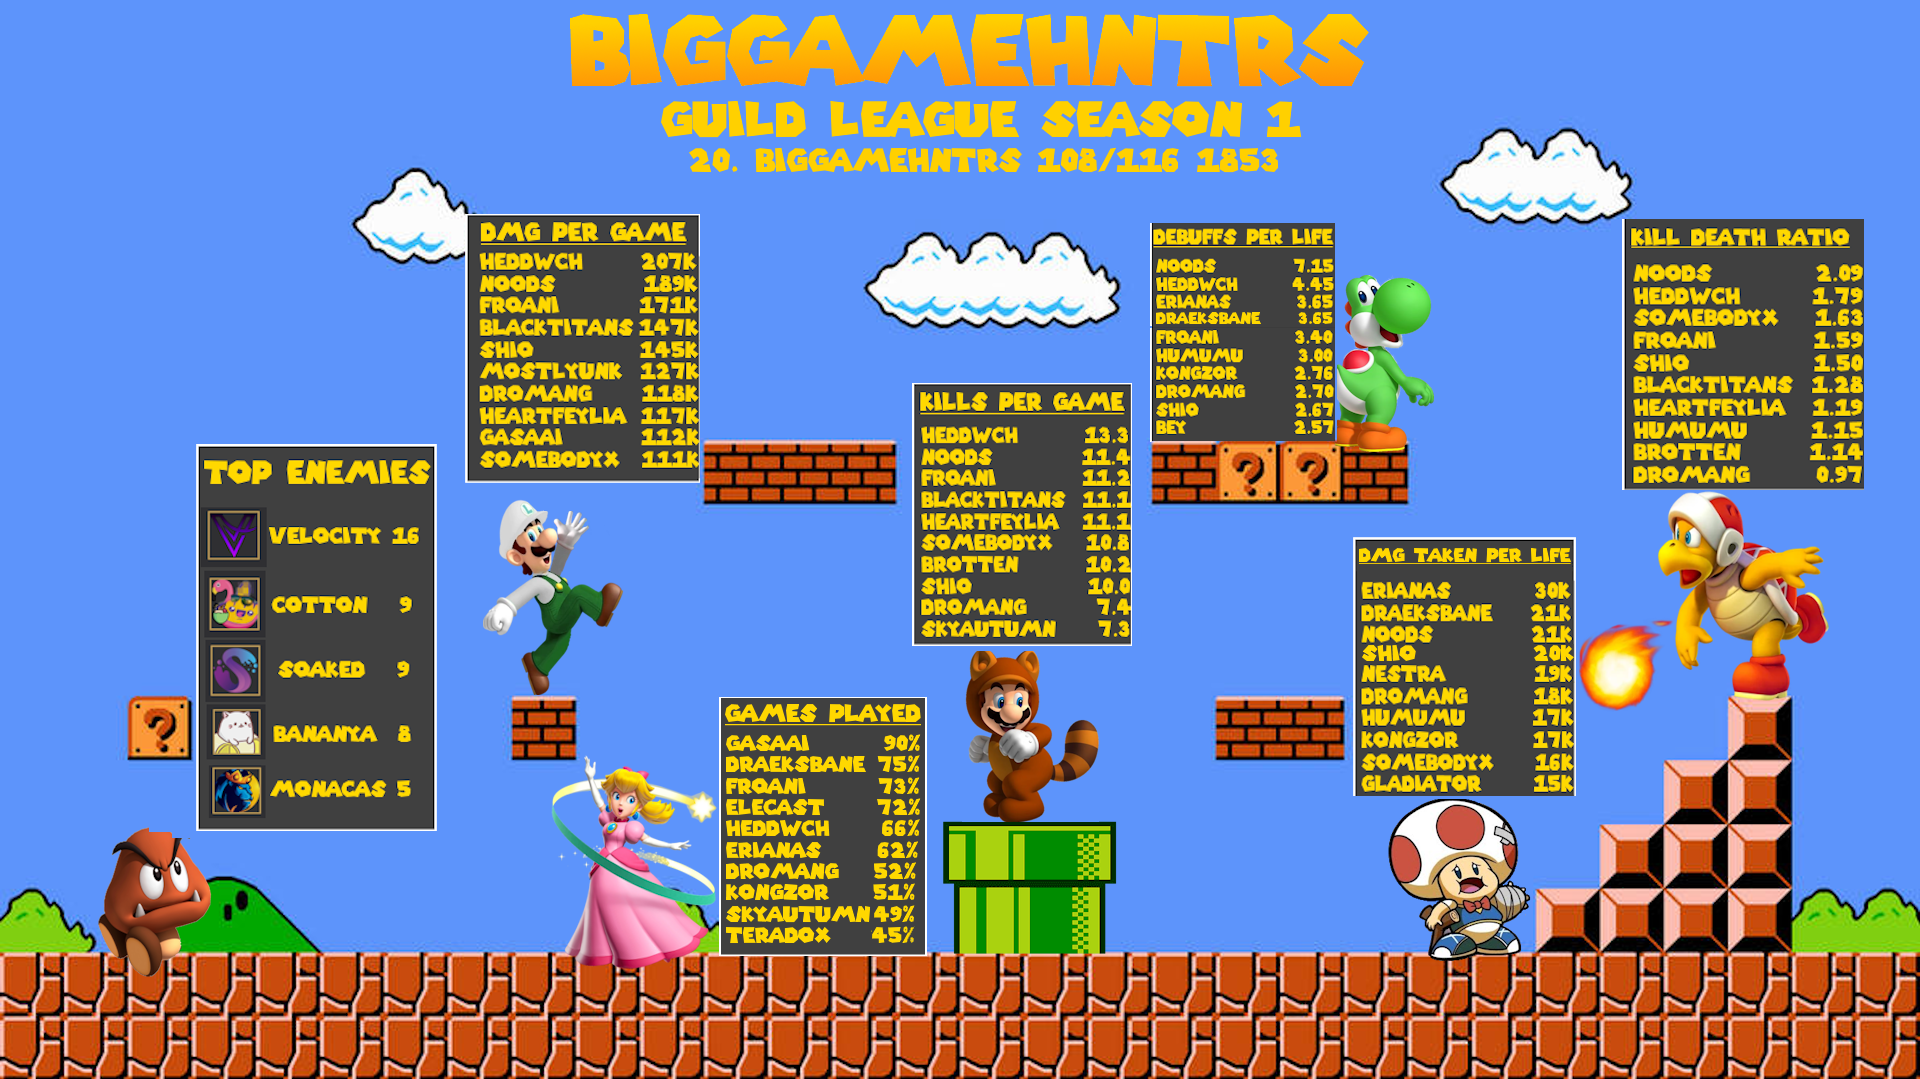 BIGGAMEHNTRS
GUILD LEAGUE SEASON 1
20. BIGGAMEHNTRS 108/116 1853
TOP ENEMIES
VELOCITY 16
COTTON 9
SOAKED 9
BANANYA 8
MONACAS 5
DMG PER GAME
HEDDWCH 207K
NOODS 189K
FROANI 171K
BLACKTITANS 147K
SHIO 145K
MOSTLYUNK 127K
DROMANG 118K
HEARTFEYLIA 117K
GASAAI 112K
SOMEBODYX 111K
GAMES PLAYED
GASAAI 90%
DRAEKSBANE 75%
FROANI 73%
ELECAST 72%
HEDDWCH 66%
ERIANAS 62%
DROMANG 52%
KONGZOR 51%
SKYAUTUMN 49%
TERADOX 45%
KILLS PER GAME
HEDDWCH 13.3
NOODS 11.4
FROANI 11.2
BLACKTITANS 11.1
HEARTFEYLIA 11.1
SOMEBODYX 10.8
BROTTEN 10.2
SHIO 10.0
DROMANG 7.4
SKYAUTUMN 7.3
DEBUFFS PER LIFE
NOODS 7.15
HEDDWCH 4.45
ERIANAS 3.65
DRAEKSBANE 3.65
FROANI 3.40
HUMUMU 3.00
KONGZOR 2.76
DROMANG 2.70
SHIO 2.67
BEY 2.57
DMG TAKEN PER LIFE
ERIANAS 30K
DRAEKSBANE 21K
NOODS 21K
SHIO 20K
NESTRA 19K
DROMANG 18K
HUMUMU 17K
KONGZOR 17K
SOMEBODYX 16K
GLADIATOR 15K
KILL DEATH RATIO
NOODS 2.09
HEDDWCH 1.79
SOMEBODYX 1.63
FROANI 1.59
SHIO 1.50
BLACKTITANS 1.28
HEARTFEYLIA 1.19
HUMUMU 1.15
BROTTEN 1.14
DROMANG 0.97